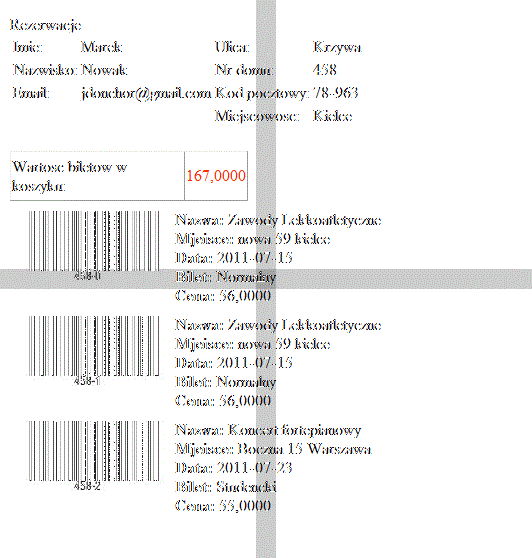 Rezerwacje
Imie: Marek Ulica: Krzywa
Nazwisko: Nowak Nr domu: 458
Email: jdonchor@gmail.com Kod pocztowy: 78-963
Miejscowosc: Kielce
Wartosc biletow w
koszyku: 167,0000
Nazwa: Zawody Lekkoatletyczne
Mjeisce: nowa 59 kielce
Data: 2011-07-15
458-0 Bilet: Normalny
Cena: 56,0000
Nazwa: Zawody Lekkoatletyczne
Mjeisce: nowa 59 kielce
Data: 2011-07-15
458-1 Bilet: Normalny
Cena: 56,0000
Nazwa: Koncert fortepianowy
Mjeisce: Boczna 15 Warszawa
Data: 2011-07-23
458-2 Bilet: Studencki
Cena: 55,0000